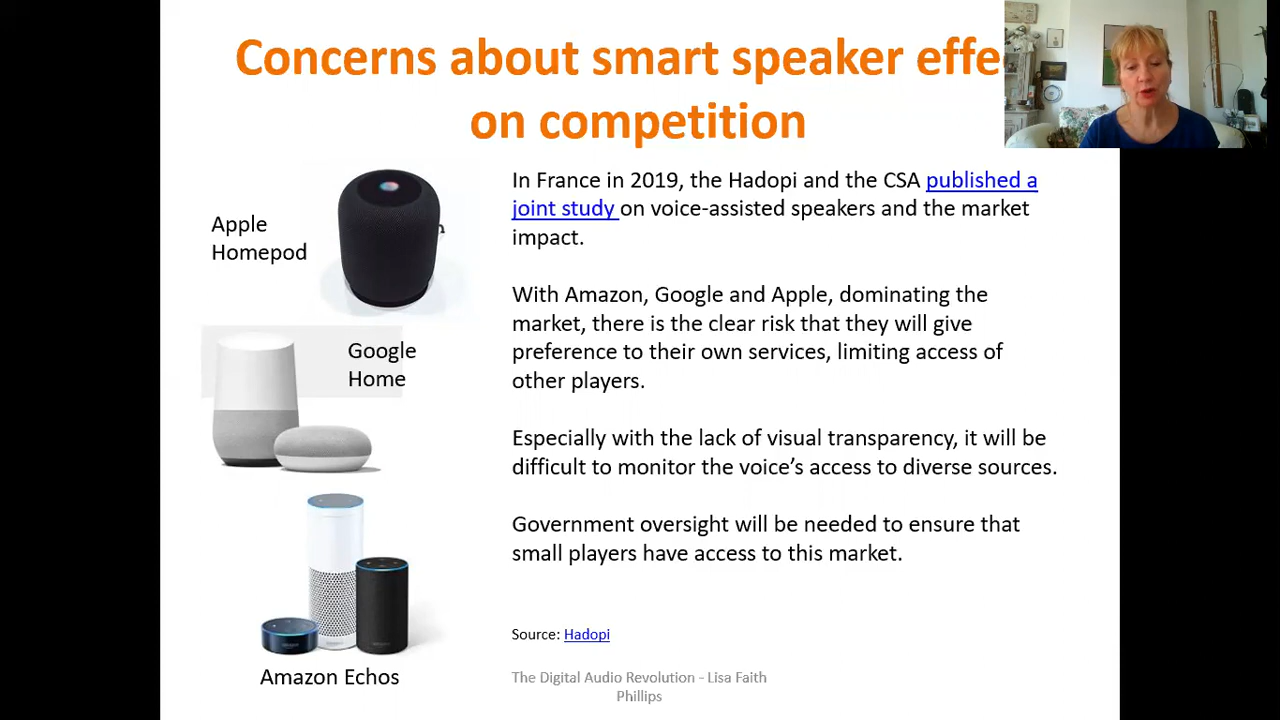 Concerns about smart speaker effe
on competition
Apple
Homepod
Google
Home
Amazon Echos
In France in 2019, the Hadopi and the CSA published a
joint study on voice-assisted speakers and the market
impact.
With Amazon, Google and Apple, dominating the
market, there is the clear risk that they will give
preference to their own services, limiting access of
other players.
Especially with the lack of visual transparency, it will be
difficult to monitor the voice's access to diverse sources.
Government oversight will be needed to ensure that
small players have access to this market.
Source: Hadopi
The Digital Audio Revolution - Lisa Faith
Phillips